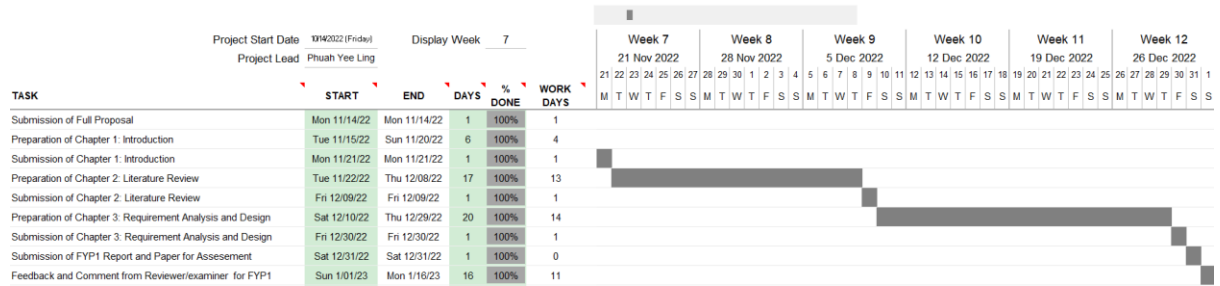 Project Start Date 10/14/2022 (Friday) Display Week 7 Week 7 Week 8 Week 9 Week 10 Week 11 Week 12
Project Lead Phuah Yee Ling 21 Nov 2022 28 Nov 2022 5 Dec 2022 12 Dec 2022 19 Dec 2022 26 Dec 2022
21 22 23 24 25 26 27 28 29 30 1 2 3 4 5 6 7 8 9 10 11 12 13 14 15 16 17 18 19 20 21 22 23 24 25 26 27 28 29 30 31 1
TASK START END DAYS % DONE WORK DAYS M T W T F S S M T W T F S S M T W T F S S M T W T F S S M T W T F S S M T W T F S S
Submission of Full Proposal Mon 11/14/22 Mon 11/14/22 1 100% 1
Preparation of Chapter 1: Introduction Tue 11/15/22 Sun 11/20/22 6 100% 4
Submission of Chapter 1: Introduction Mon 11/21/22 Mon 11/21/22 1 100% 1
Preparation of Chapter 2: Literature Review Tue 11/22/22 Thu 12/08/22 17 100% 13
Submission of Chapter 2: Literature Review Fri 12/09/22 Fri 12/09/22 1 100% 1
Preparation of Chapter 3: Requirement Analysis and Design Sat 12/10/22 Thu 12/29/22 20 100% 14
Submission of Chapter 3: Requirement Analysis and Design Fri 12/30/22 Fri 12/30/22 1 100% 1
Submission of FYP1 Report and Paper for Assesement Sat 12/31/22 Sat 12/31/22 1 100% 0
Feedback and Comment from Reviewer/examiner for FYP1 Sun 1/01/23 Mon 1/16/23 16 100% 11